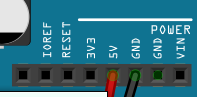 POWER
IOREF
RESET
3V3
5V
GND
GND
VIN